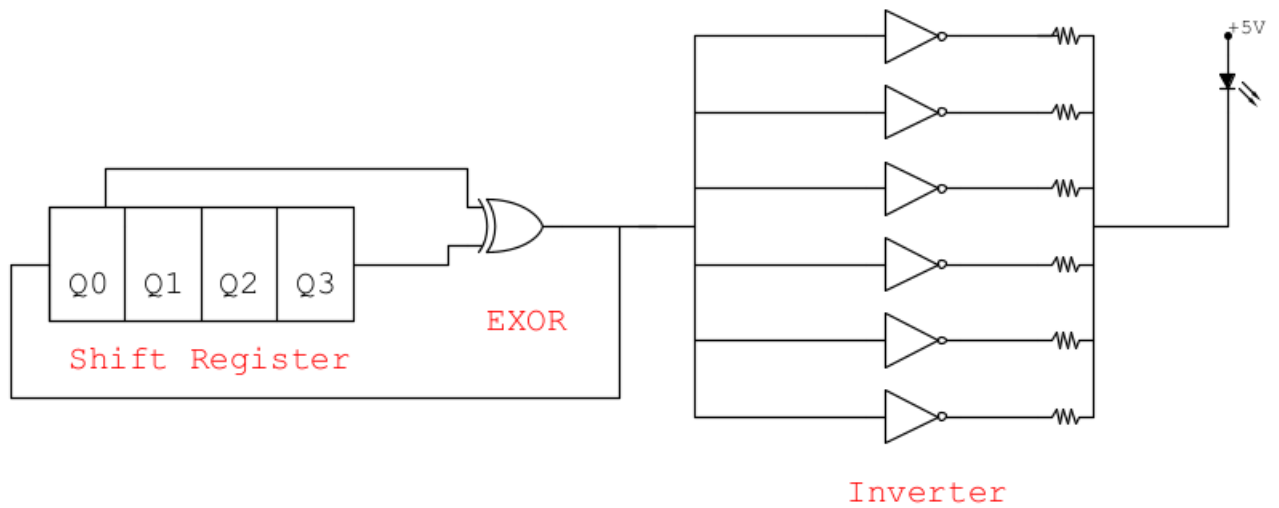 +5V
Q0 Q1 Q2 Q3
EXOR
Shift Register
Inverter